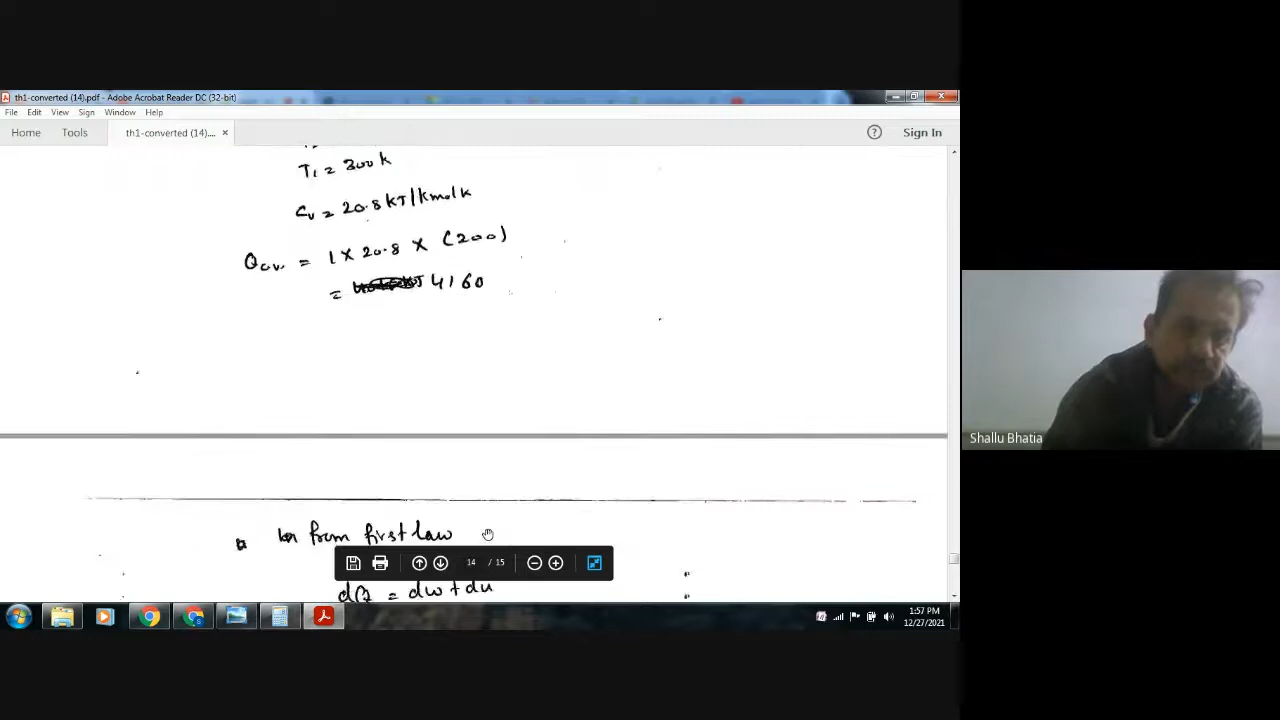 th1-converted (14).pdf - Adobe Acrobat Reader DC (32-bit)
File Edit View Sign Window Help
Home Tools th1-converted (14).... × ? Sign In
T₁ = 300 K
Cv = 20.8 kJ/kmol K
Qcv. = 1 × 20.8 × (200)
= 4160
Shallu Bhatia
from first law
14 / 15
dQ = dw + du
1:57 PM
12/27/2021